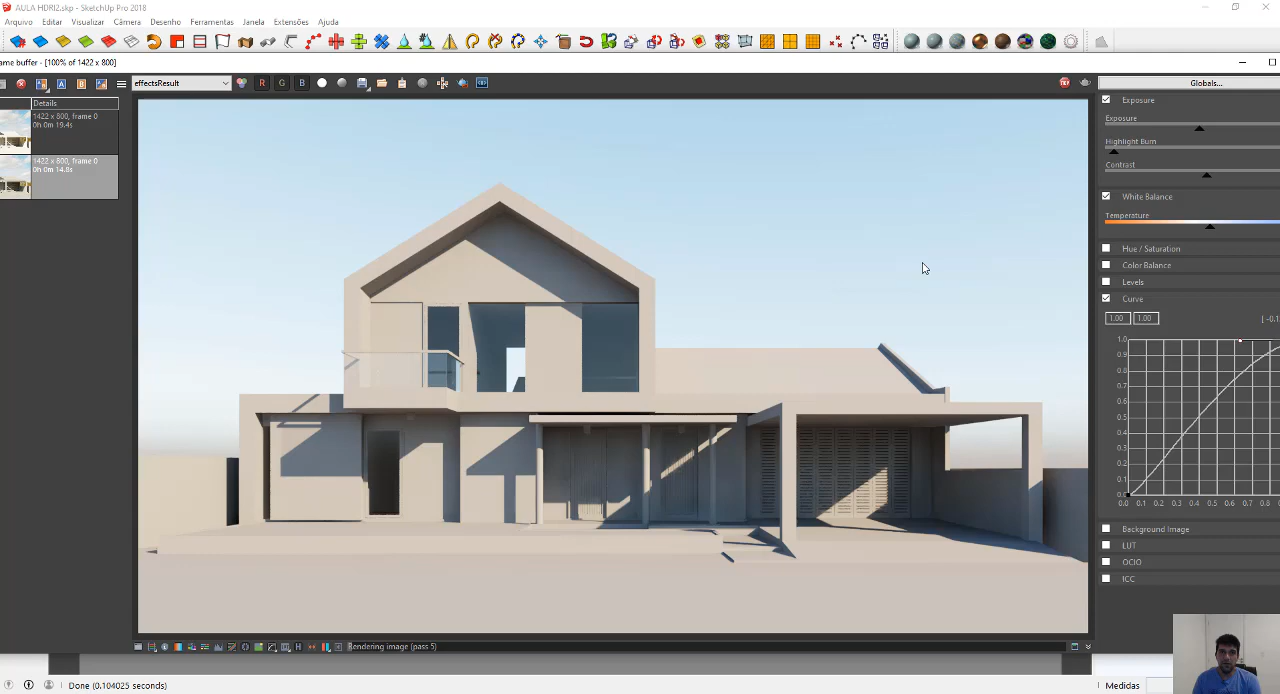 AULA HDRI2.skp - SketchUp Pro 2018
Arquivo Editar Visualizar Câmera Desenho Ferramentas Janela Extensões Ajuda
ame buffer - [100% of 1422 x 800]
effectsResult
R G B
Globals...
Details
1422 x 800, frame 0
0h 0m 19.4s
1422 x 800, frame 0
0h 0m 14.8s
Exposure
Exposure
Highlight Burn
Contrast
White Balance
Temperature
Hue / Saturation
Color Balance
Levels
Curve
1.00 1.00 [ -0.1
1.0
0.9
0.8
0.7
0.6
0.5
0.4
0.3
0.2
0.1
0.0
0.0 0.1 0.2 0.3 0.4 0.5 0.6 0.7 0.8
Background Image
LUT
OCIO
ICC
H
endering image (pass 5)
Done (0.104025 seconds)
Medidas